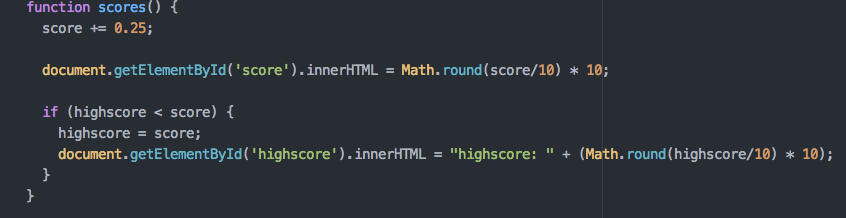 function scores() {
score += 0.25;
document.getElementById('score').innerHTML = Math.round(score/10) * 10;
if (highscore < score) {
highscore = score;
document.getElementById('highscore').innerHTML = "highscore: " + (Math.round(highscore/10) * 10);
}
}